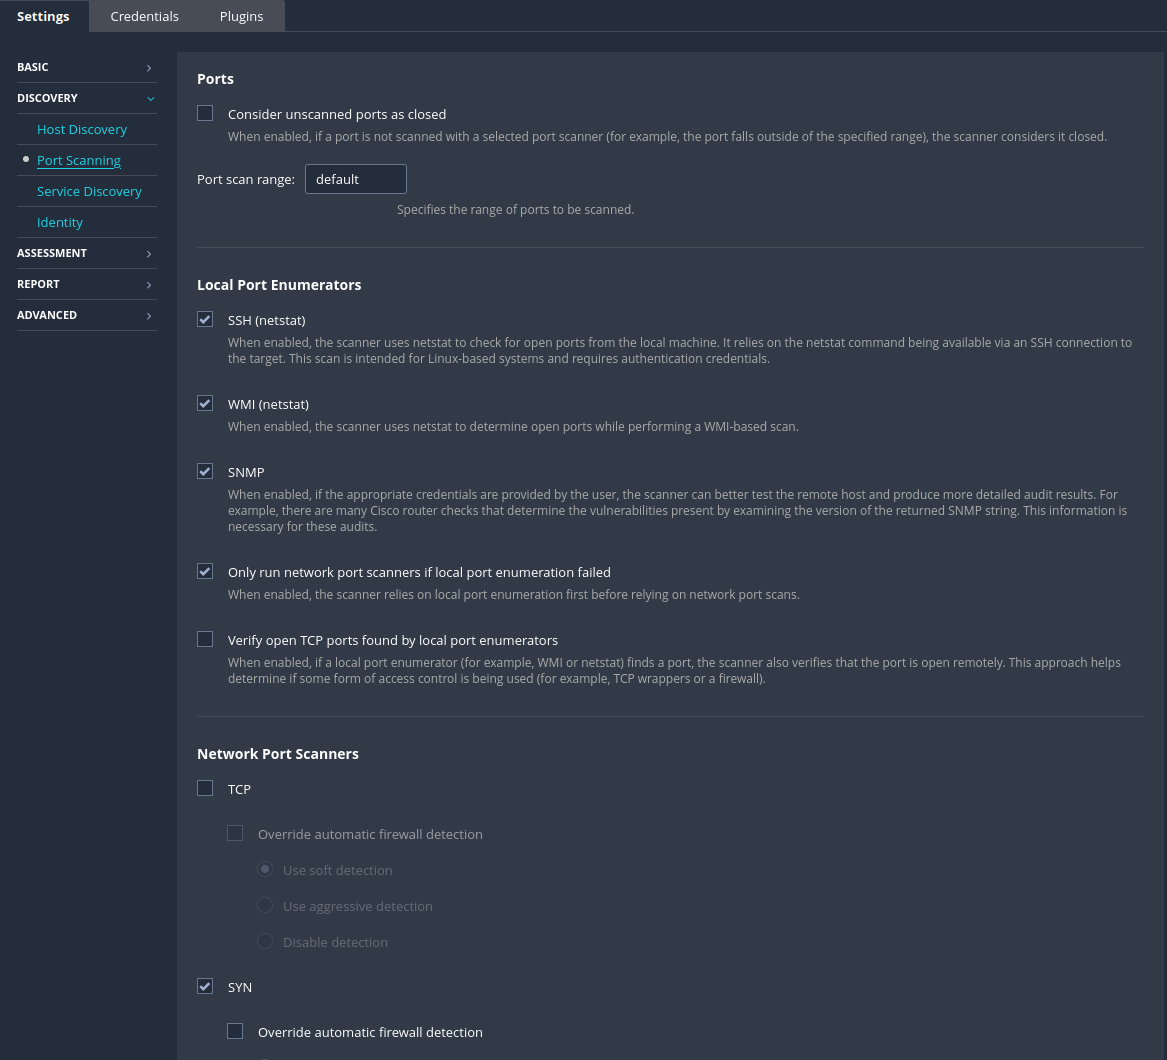 Settings
Credentials
Plugins
BASIC
DISCOVERY
Host Discovery
Port Scanning
Service Discovery
Identity
ASSESSMENT
REPORT
ADVANCED
Ports
Consider unscanned ports as closed
When enabled, if a port is not scanned with a selected port scanner (for example, the port falls outside of the specified range), the scanner considers it closed.
Port scan range: default
Specifies the range of ports to be scanned.
Local Port Enumerators
SSH (netstat)
When enabled, the scanner uses netstat to check for open ports from the local machine. It relies on the netstat command being available via an SSH connection to
the target. This scan is intended for Linux-based systems and requires authentication credentials.
WMI (netstat)
When enabled, the scanner uses netstat to determine open ports while performing a WMI-based scan.
SNMP
When enabled, if the appropriate credentials are provided by the user, the scanner can better test the remote host and produce more detailed audit results. For
example, there are many Cisco router checks that determine the vulnerabilities present by examining the version of the returned SNMP string. This information is
necessary for these audits.
Only run network port scanners if local port enumeration failed
When enabled, the scanner relies on local port enumeration first before relying on network port scans.
Verify open TCP ports found by local port enumerators
When enabled, if a local port enumerator (for example, WMI or netstat) finds a port, the scanner also verifies that the port is open remotely. This approach helps
determine if some form of access control is being used (for example, TCP wrappers or a firewall).
Network Port Scanners
TCP
Override automatic firewall detection
Use soft detection
Use aggressive detection
Disable detection
SYN
Override automatic firewall detection